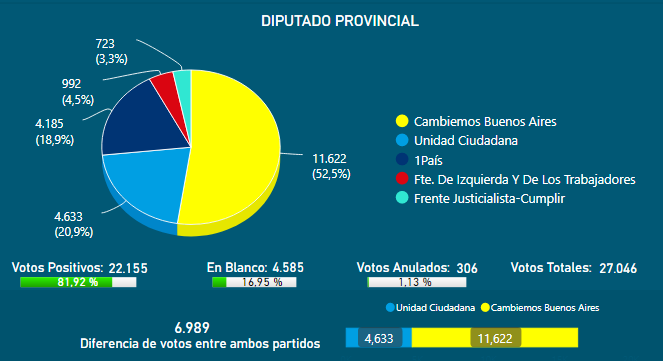 DIPUTADO PROVINCIAL
723
(3,3%)
992
(4,5%)
4.185
(18,9%)
4.633
(20,9%)
11.622
(52,5%)
Cambiemos Buenos Aires
Unidad Ciudadana
1País
Fte. De Izquierda Y De Los Trabajadores
Frente Justicialista-Cumplir
Votos Positivos: 22.155
81,92 %
En Blanco: 4.585
16,95 %
Votos Anulados: 306
1,13 %
Votos Totales: 27.046
6.989
Diferencia de votos entre ambos partidos
Unidad Ciudadana Cambiemos Buenos Aires
4,633 11,622